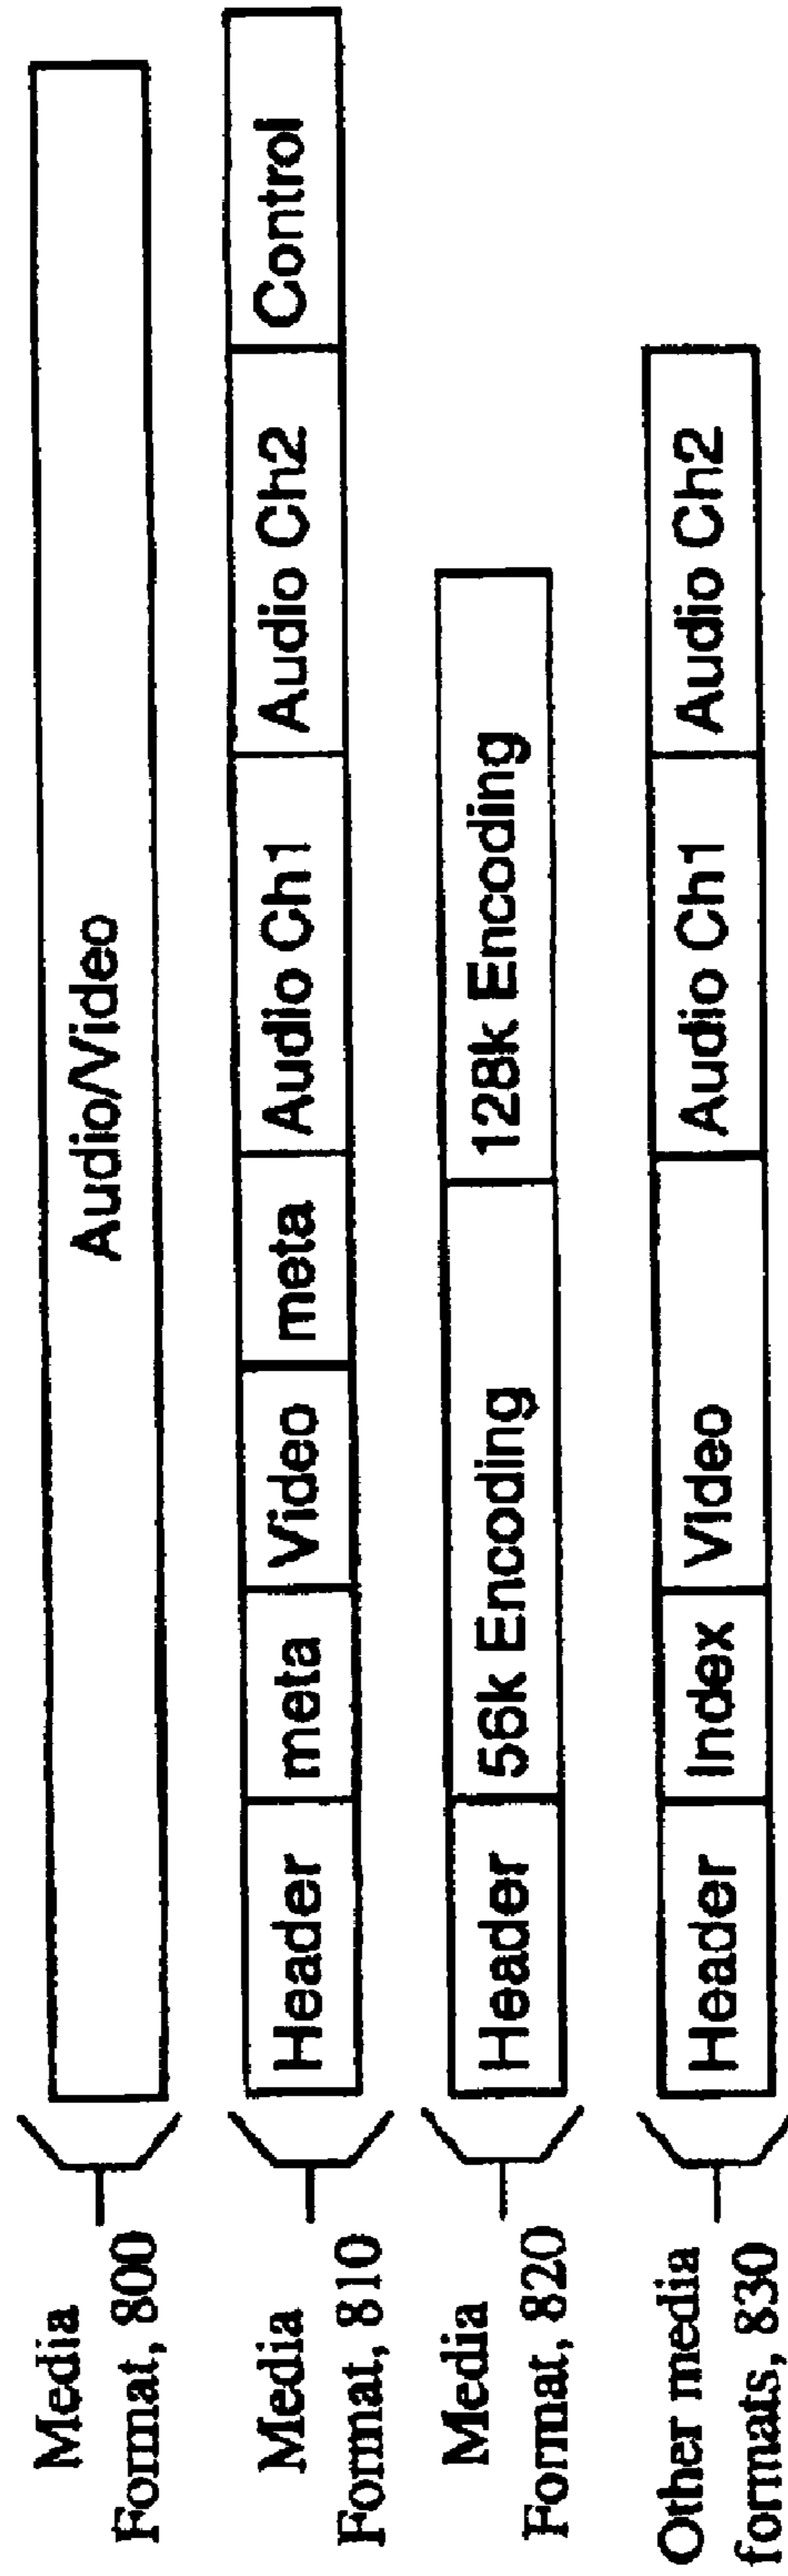 Media
Format, 800
Audio/Video
Media
Format, 810
Header meta Video meta Audio Ch1 Audio Ch2 Control
Media
Format, 820
Header 56k Encoding 128k Encoding
Other media
formats, 830
Header Index Video Audio Ch1 Audio Ch2